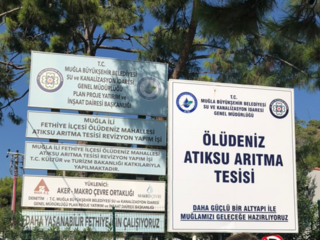 T.C.
MUĞLA BÜYÜKŞEHİR BELEDİYESİ
SU VE KANALİZASYON İDARESİ
GENEL MÜDÜRLÜĞÜ
PLAN PROJE YATIRIM VE
İNŞAAT DAİRESİ BAŞKANLIĞI
MUĞLA İLİ
FETHİYE İLÇESİ ÖLÜDENİZ MAHALLESİ
ATIKSU ARITMA TESİSİ REVİZYON YAPIM İŞİ
MUĞLA İLİ FETHİYE İLÇESİ ÖLÜDENİZ MAHALLESİ
ATIKSU ARITMA TESİSİ REVİZYON YAPIM İŞİ
T.C. KÜLTÜR VE TURİZM BAKANLIĞI KATKILARIYLA
YAPILMAKTADIR.
YÜKLENİCİ:
AKER - MAKRO ÇEVRE ORTAKLIĞI
DAHA YAŞANABİLİR FETHİYE İÇİN ÇALIŞIYORUZ
T.C.
MUĞLA BÜYÜKŞEHİR BELEDİYESİ
SU VE KANALİZASYON İDARESİ
GENEL MÜDÜRLÜĞÜ
ÖLÜDENİZ
ATIKSU ARITMA
TESİSİ
DAHA GÜÇLÜ BİR ALTYAPI İLE
MUĞLAMIZI GELECEĞE HAZIRLIYORUZ